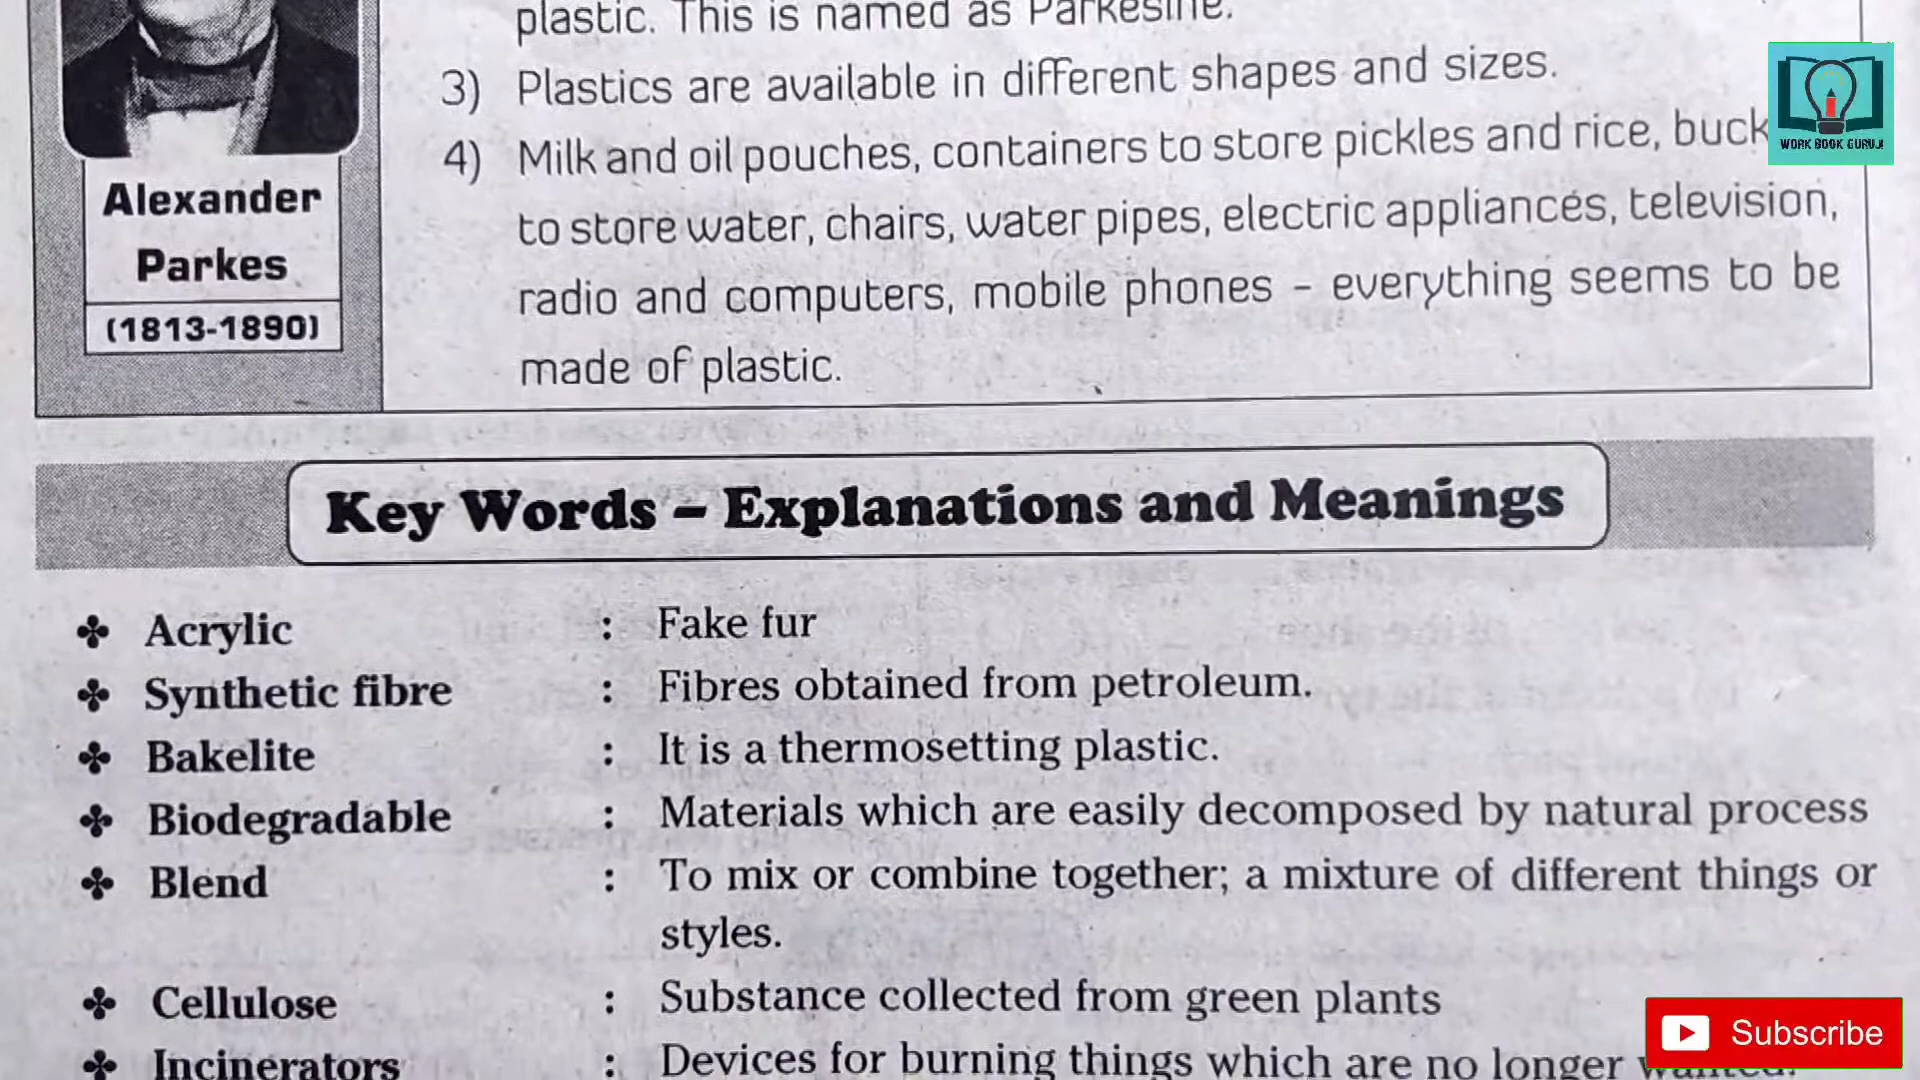 plastic. This is named as Parkesine.
3) Plastics are available in different shapes and sizes.
4) Milk and oil pouches, containers to store pickles and rice, buck
to store water, chairs, water pipes, electric appliances, television,
radio and computers, mobile phones – everything seems to be
made of plastic.
Alexander
Parkes
(1813-1890)
WORK BOOK GURUJI
Key Words – Explanations and Meanings
✤ Acrylic : Fake fur
✤ Synthetic fibre : Fibres obtained from petroleum.
✤ Bakelite : It is a thermosetting plastic.
✤ Biodegradable : Materials which are easily decomposed by natural process
✤ Blend : To mix or combine together; a mixture of different things or
styles.
✤ Cellulose : Substance collected from green plants
✤ Incinerators : Devices for burning things which are no longer wanted.
Subscribe